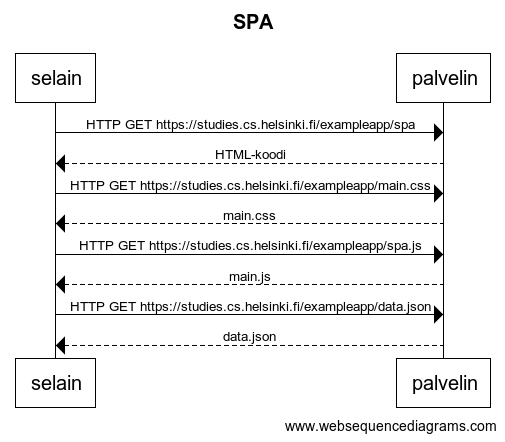 SPA
selain palvelin
HTTP GET https://studies.cs.helsinki.fi/exampleapp/spa
HTML-koodi
HTTP GET https://studies.cs.helsinki.fi/exampleapp/main.css
main.css
HTTP GET https://studies.cs.helsinki.fi/exampleapp/spa.js
main.js
HTTP GET https://studies.cs.helsinki.fi/exampleapp/data.json
data.json
selain palvelin
www.websequencediagrams.com